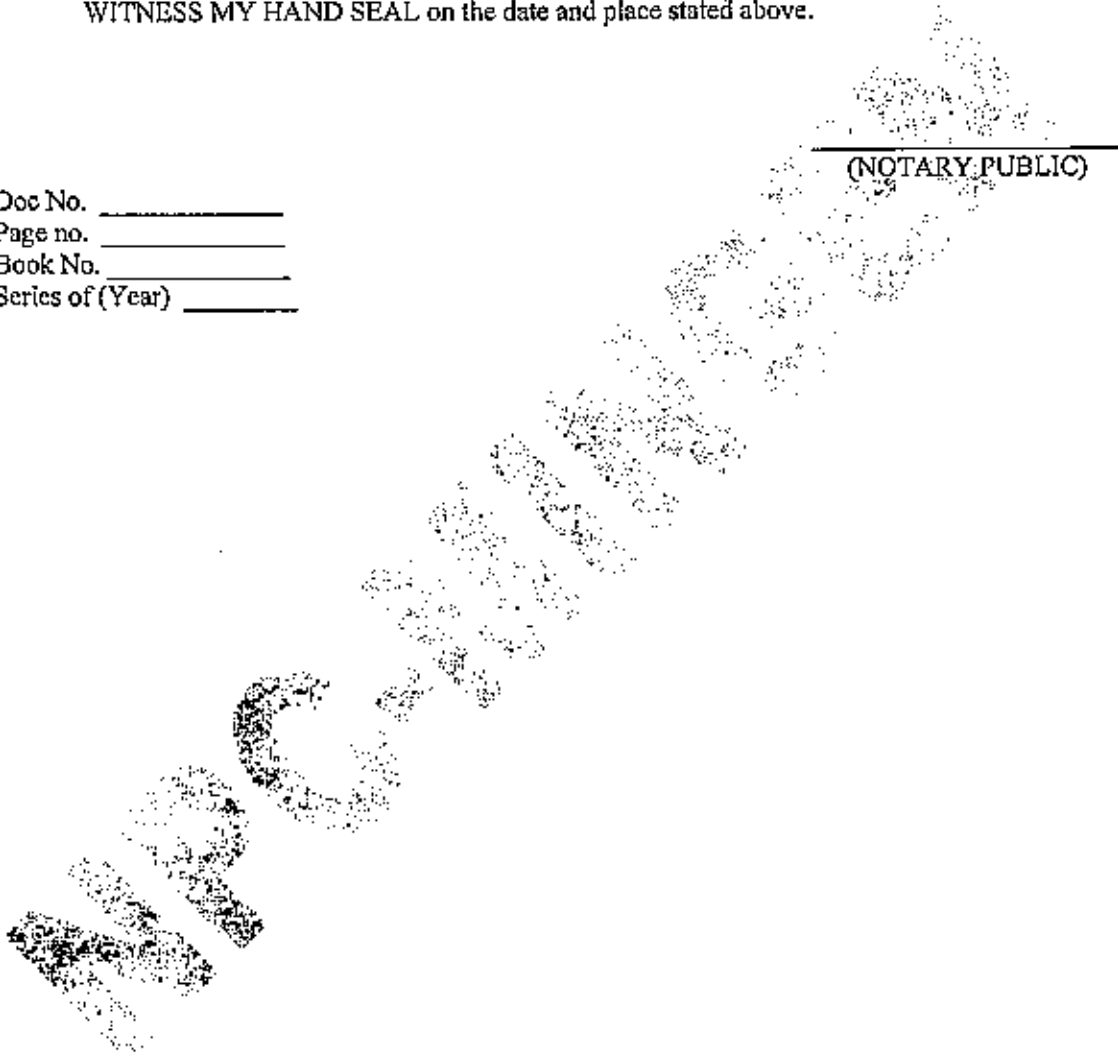 WITNESS MY HAND SEAL on the date and place stated above.
(NOTARY PUBLIC)
Doc No.
Page no.
Book No.
Series of (Year)
NPC